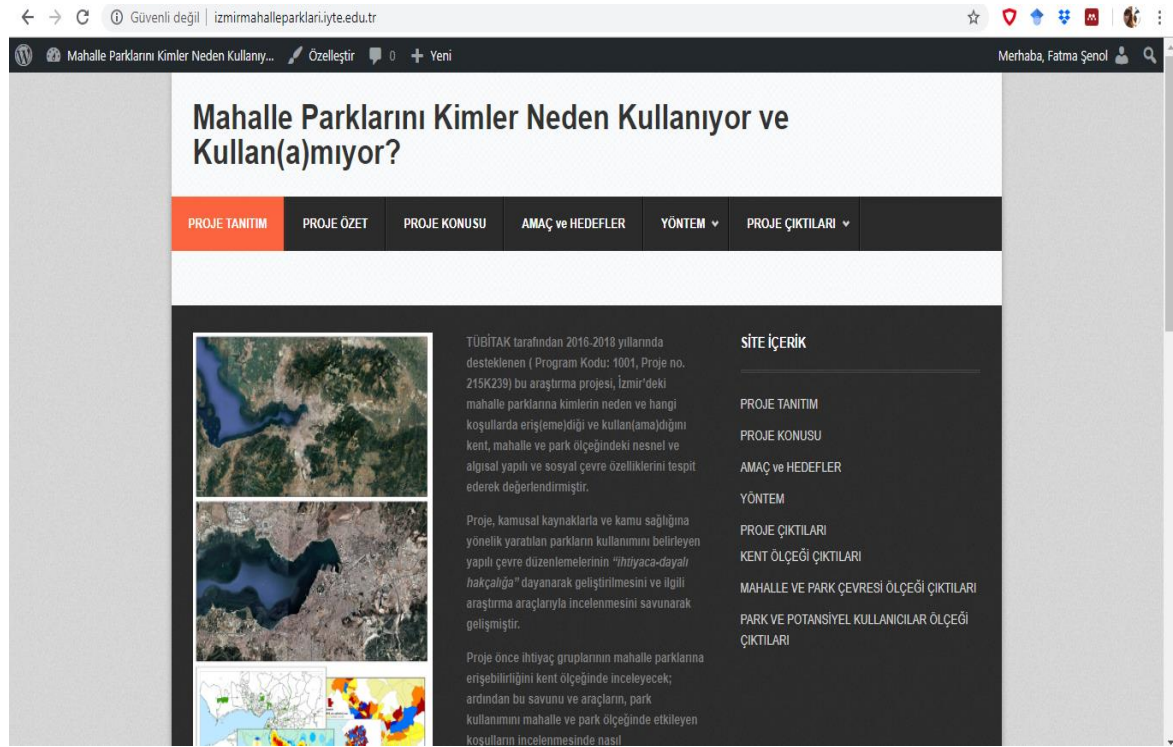 Güvenli değil | izmirmahalleparklari.iyte.edu.tr
Mahalle Parklarını Kimler Neden Kullanıy... Özelleştir 0 + Yeni
Merhaba, Fatma Şenol
Mahalle Parklarını Kimler Neden Kullanıyor ve
Kullan(a)mıyor?
PROJE TANITIM PROJE ÖZET PROJE KONUSU AMAÇ ve HEDEFLER YÖNTEM PROJE ÇIKTILARI
TÜBİTAK tarafından 2016-2018 yıllarında
desteklenen ( Program Kodu: 1001, Proje no.
215K239) bu araştırma projesi, İzmir'deki
mahalle parklarına kimlerin neden ve hangi
koşullarda eriş(eme)diği ve kullan(ama)dığını
kent, mahalle ve park ölçeğindeki nesnel ve
algısal yapılı ve sosyal çevre özelliklerini tespit
ederek değerlendirmiştir.
Proje, kamusal kaynaklarla ve kamu sağlığına
yönelik yaratılan parkların kullanımını belirleyen
yapılı çevre düzenlemelerinin "ihtiyaca-dayalı
hakçalığa" dayanarak geliştirilmesini ve ilgili
araştırma araçlarıyla incelenmesini savunarak
gelişmiştir.
Proje önce ihtiyaç gruplarının mahalle parklarına
erişebilirliğini kent ölçeğinde inceleyecek;
ardından bu savunu ve araçların, park
kullanımını mahalle ve park ölçeğinde etkileyen
koşulların incelenmesinde nasıl
SİTE İÇERİK
PROJE TANITIM
PROJE KONUSU
AMAÇ ve HEDEFLER
YÖNTEM
PROJE ÇIKTILARI
KENT ÖLÇEĞİ ÇIKTILARI
MAHALLE VE PARK ÇEVRESİ ÖLÇEĞİ ÇIKTILARI
PARK VE POTANSİYEL KULLANICILAR ÖLÇEĞİ
ÇIKTILARI